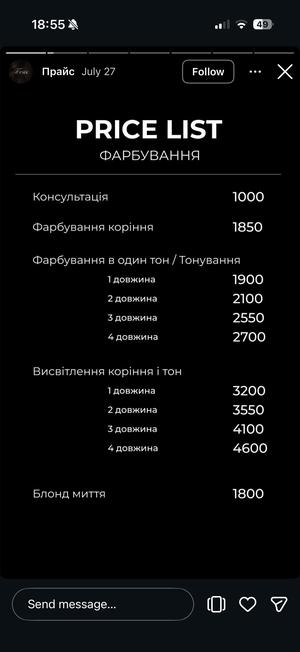 18:55
49
Прайс July 27
Follow
PRICE LIST
ФАРБУВАННЯ
Консультація 1000
Фарбування коріння 1850
Фарбування в один тон / Тонування
1 довжина 1900
2 довжина 2100
3 довжина 2550
4 довжина 2700
Висвітлення коріння і тон
1 довжина 3200
2 довжина 3550
3 довжина 4100
4 довжина 4600
Блонд миття 1800
Send message...